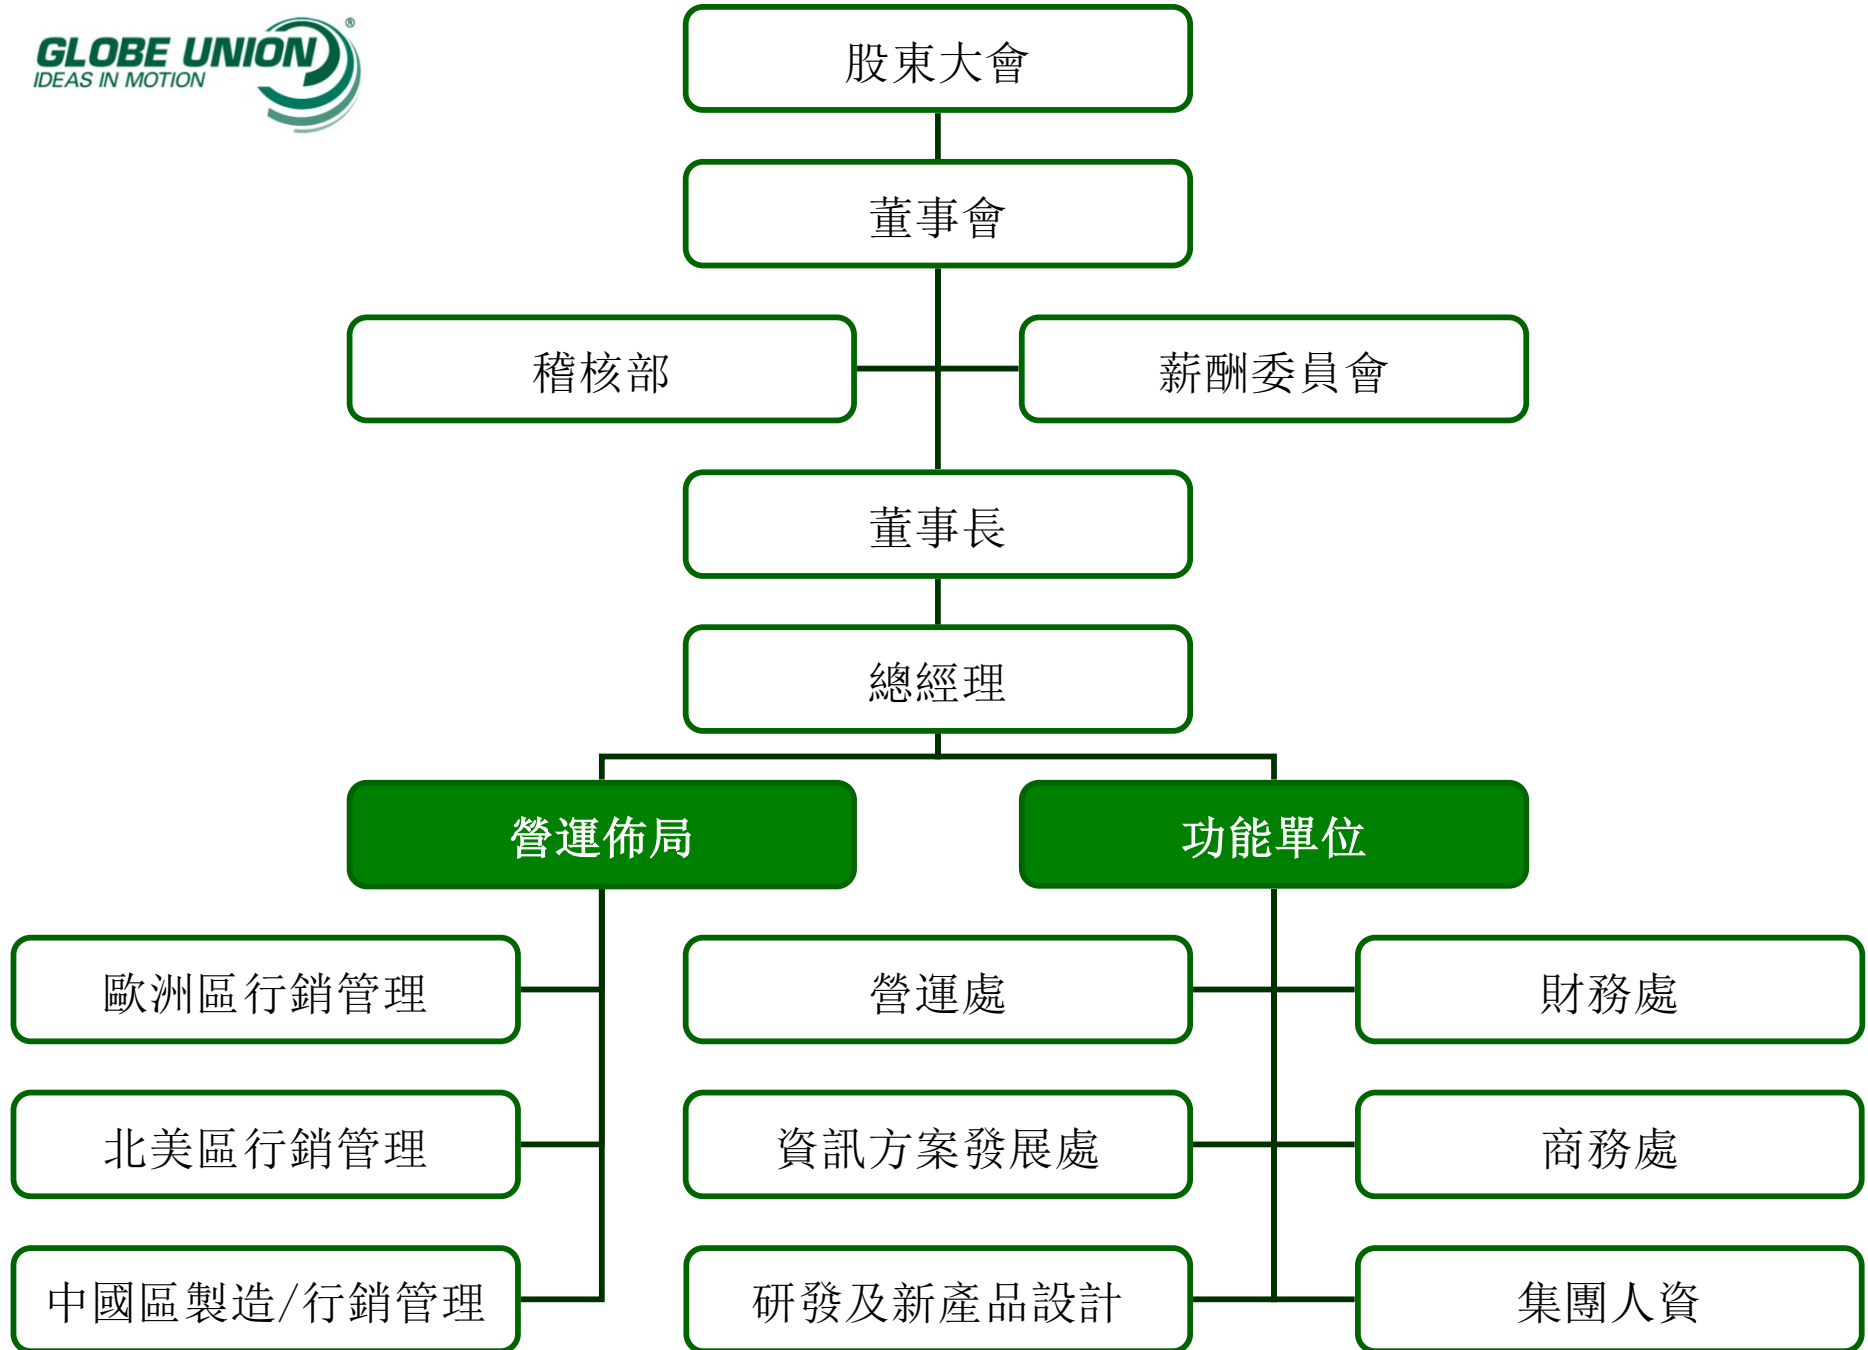 GLOBE UNION®
IDEAS IN MOTION
股東大會
董事會
稽核部
薪酬委員會
董事長
總經理
營運佈局
功能單位
歐洲區行銷管理
營運處
財務處
北美區行銷管理
資訊方案發展處
商務處
中國區製造/行銷管理
研發及新產品設計
集團人資